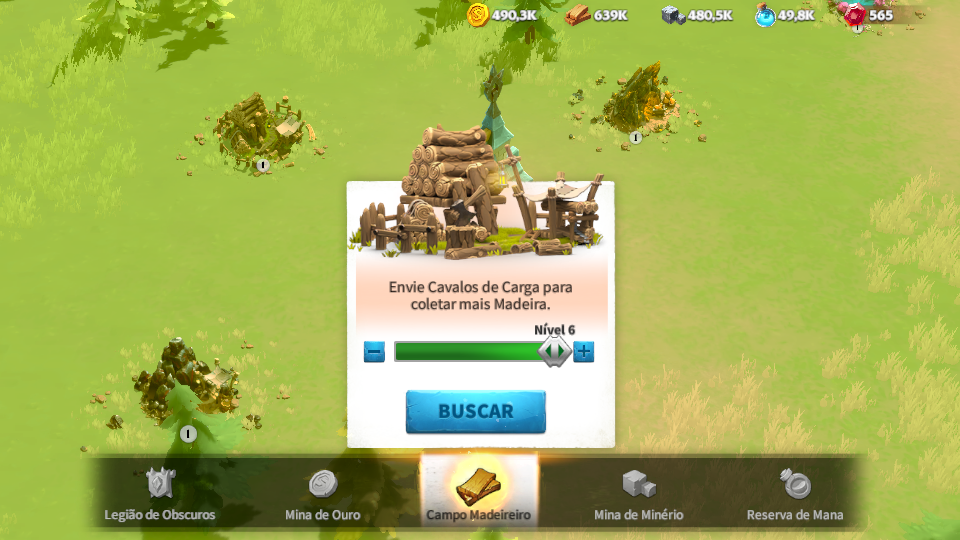 490,3K
639K
480,5K
49,8K
565
Envie Cavalos de Carga para
coletar mais Madeira.
Nível 6
BUSCAR
Legião de Obscuros
Mina de Ouro
Campo Madeireiro
Mina de Minério
Reserva de Mana